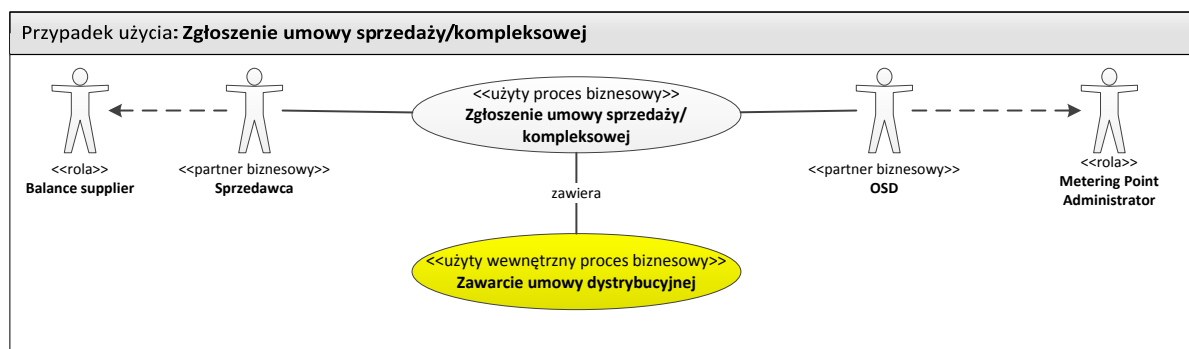 Przypadek użycia: Zgłoszenie umowy sprzedaży/kompleksowej
<<użyty proces biznesowy>>
Zgłoszenie umowy sprzedaży/
kompleksowej
<<rola>>
Balance supplier
<<partner biznesowy>>
Sprzedawca
<<partner biznesowy>>
OSD
<<rola>>
Metering Point
Administrator
zawiera
<<użyty wewnętrzny proces biznesowy>>
Zawarcie umowy dystrybucyjnej